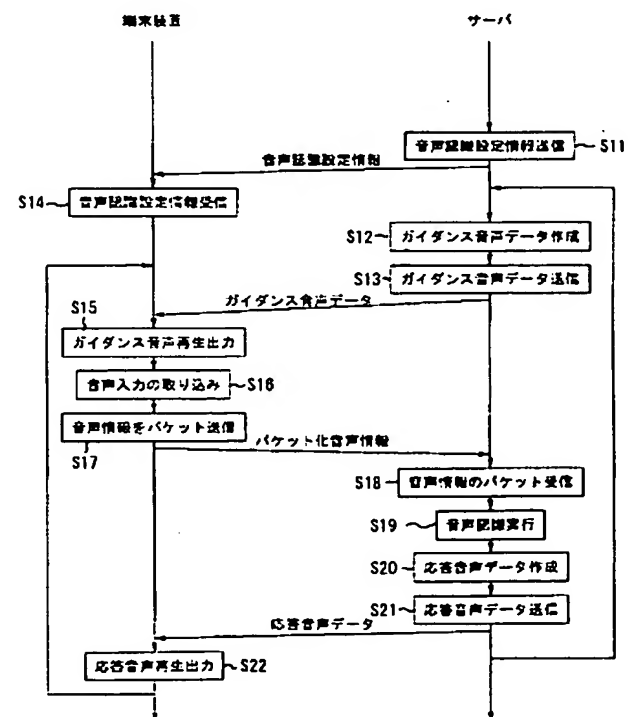 端末装置
サーバ
音声認識設定情報送信
S11
音声認識設定情報
S14
音声認識設定情報受信
S12
ガイダンス音声データ作成
S13
ガイダンス音声データ送信
ガイダンス音声データ
S15
ガイダンス音声再生出力
音声入力の取り込み
S16
音声情報をパケット送信
S17
パケット化音声情報
S18
音声情報のパケット受信
S19
音声認識実行
S20
応答音声データ作成
S21
応答音声データ送信
応答音声データ
応答音声再生出力
S22